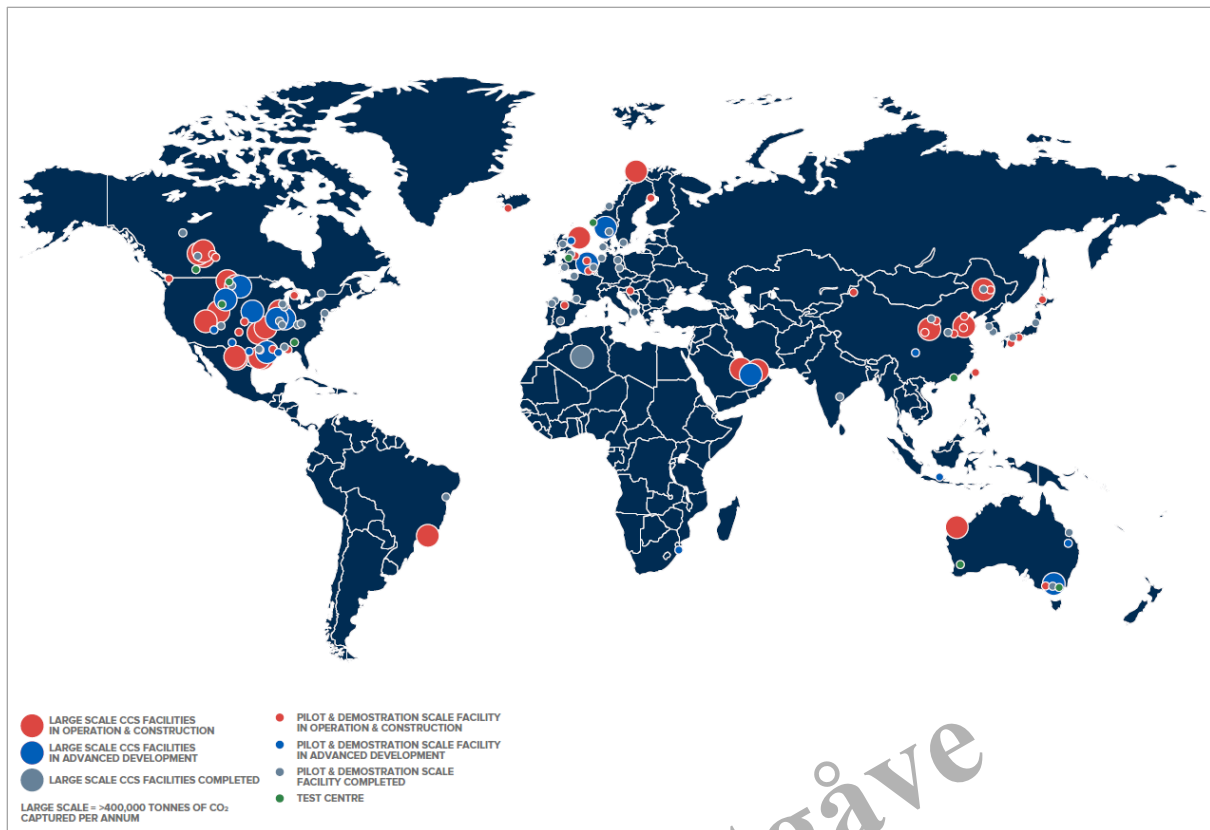 LARGE SCALE CCS FACILITIES
IN OPERATION & CONSTRUCTION
LARGE SCALE CCS FACILITIES
IN ADVANCED DEVELOPMENT
LARGE SCALE CCS FACILITIES COMPLETED
LARGE SCALE = >400,000 TONNES OF CO₂
CAPTURED PER ANNUM
PILOT & DEMOSTRATION SCALE FACILITY
IN OPERATION & CONSTRUCTION
PILOT & DEMOSTRATION SCALE FACILITY
IN ADVANCED DEVELOPMENT
PILOT & DEMOSTRATION SCALE
FACILITY COMPLETED
TEST CENTRE